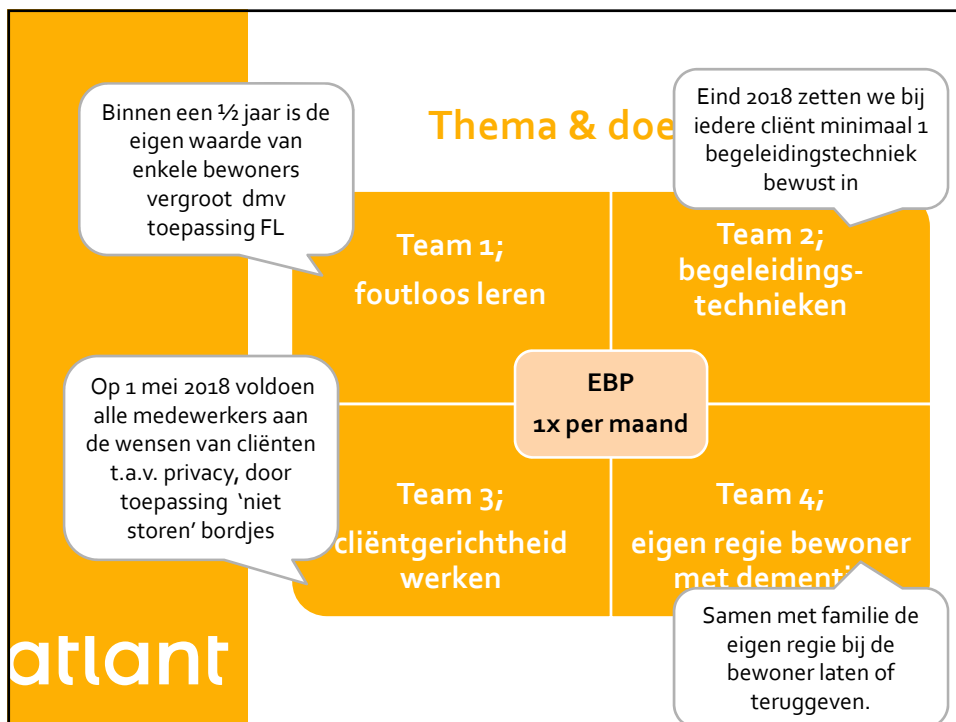 Thema & doe
Binnen een ½ jaar is de
eigen waarde van
enkele bewoners
vergroot dmv
toepassing FL
Eind 2018 zetten we bij
iedere cliënt minimaal 1
begeleidingstechniek
bewust in
Team 1;
foutloos leren
Team 2;
begeleidings-
technieken
EBP
1x per maand
Op 1 mei 2018 voldoen
alle medewerkers aan
de wensen van cliënten
t.a.v. privacy, door
toepassing ‘niet
storen’ bordjes
Team 3;
cliëntgerichtheid
werken
Team 4;
eigen regie bewoner
met dementi
Samen met familie de
eigen regie bij de
bewoner laten of
teruggeven.
atlant